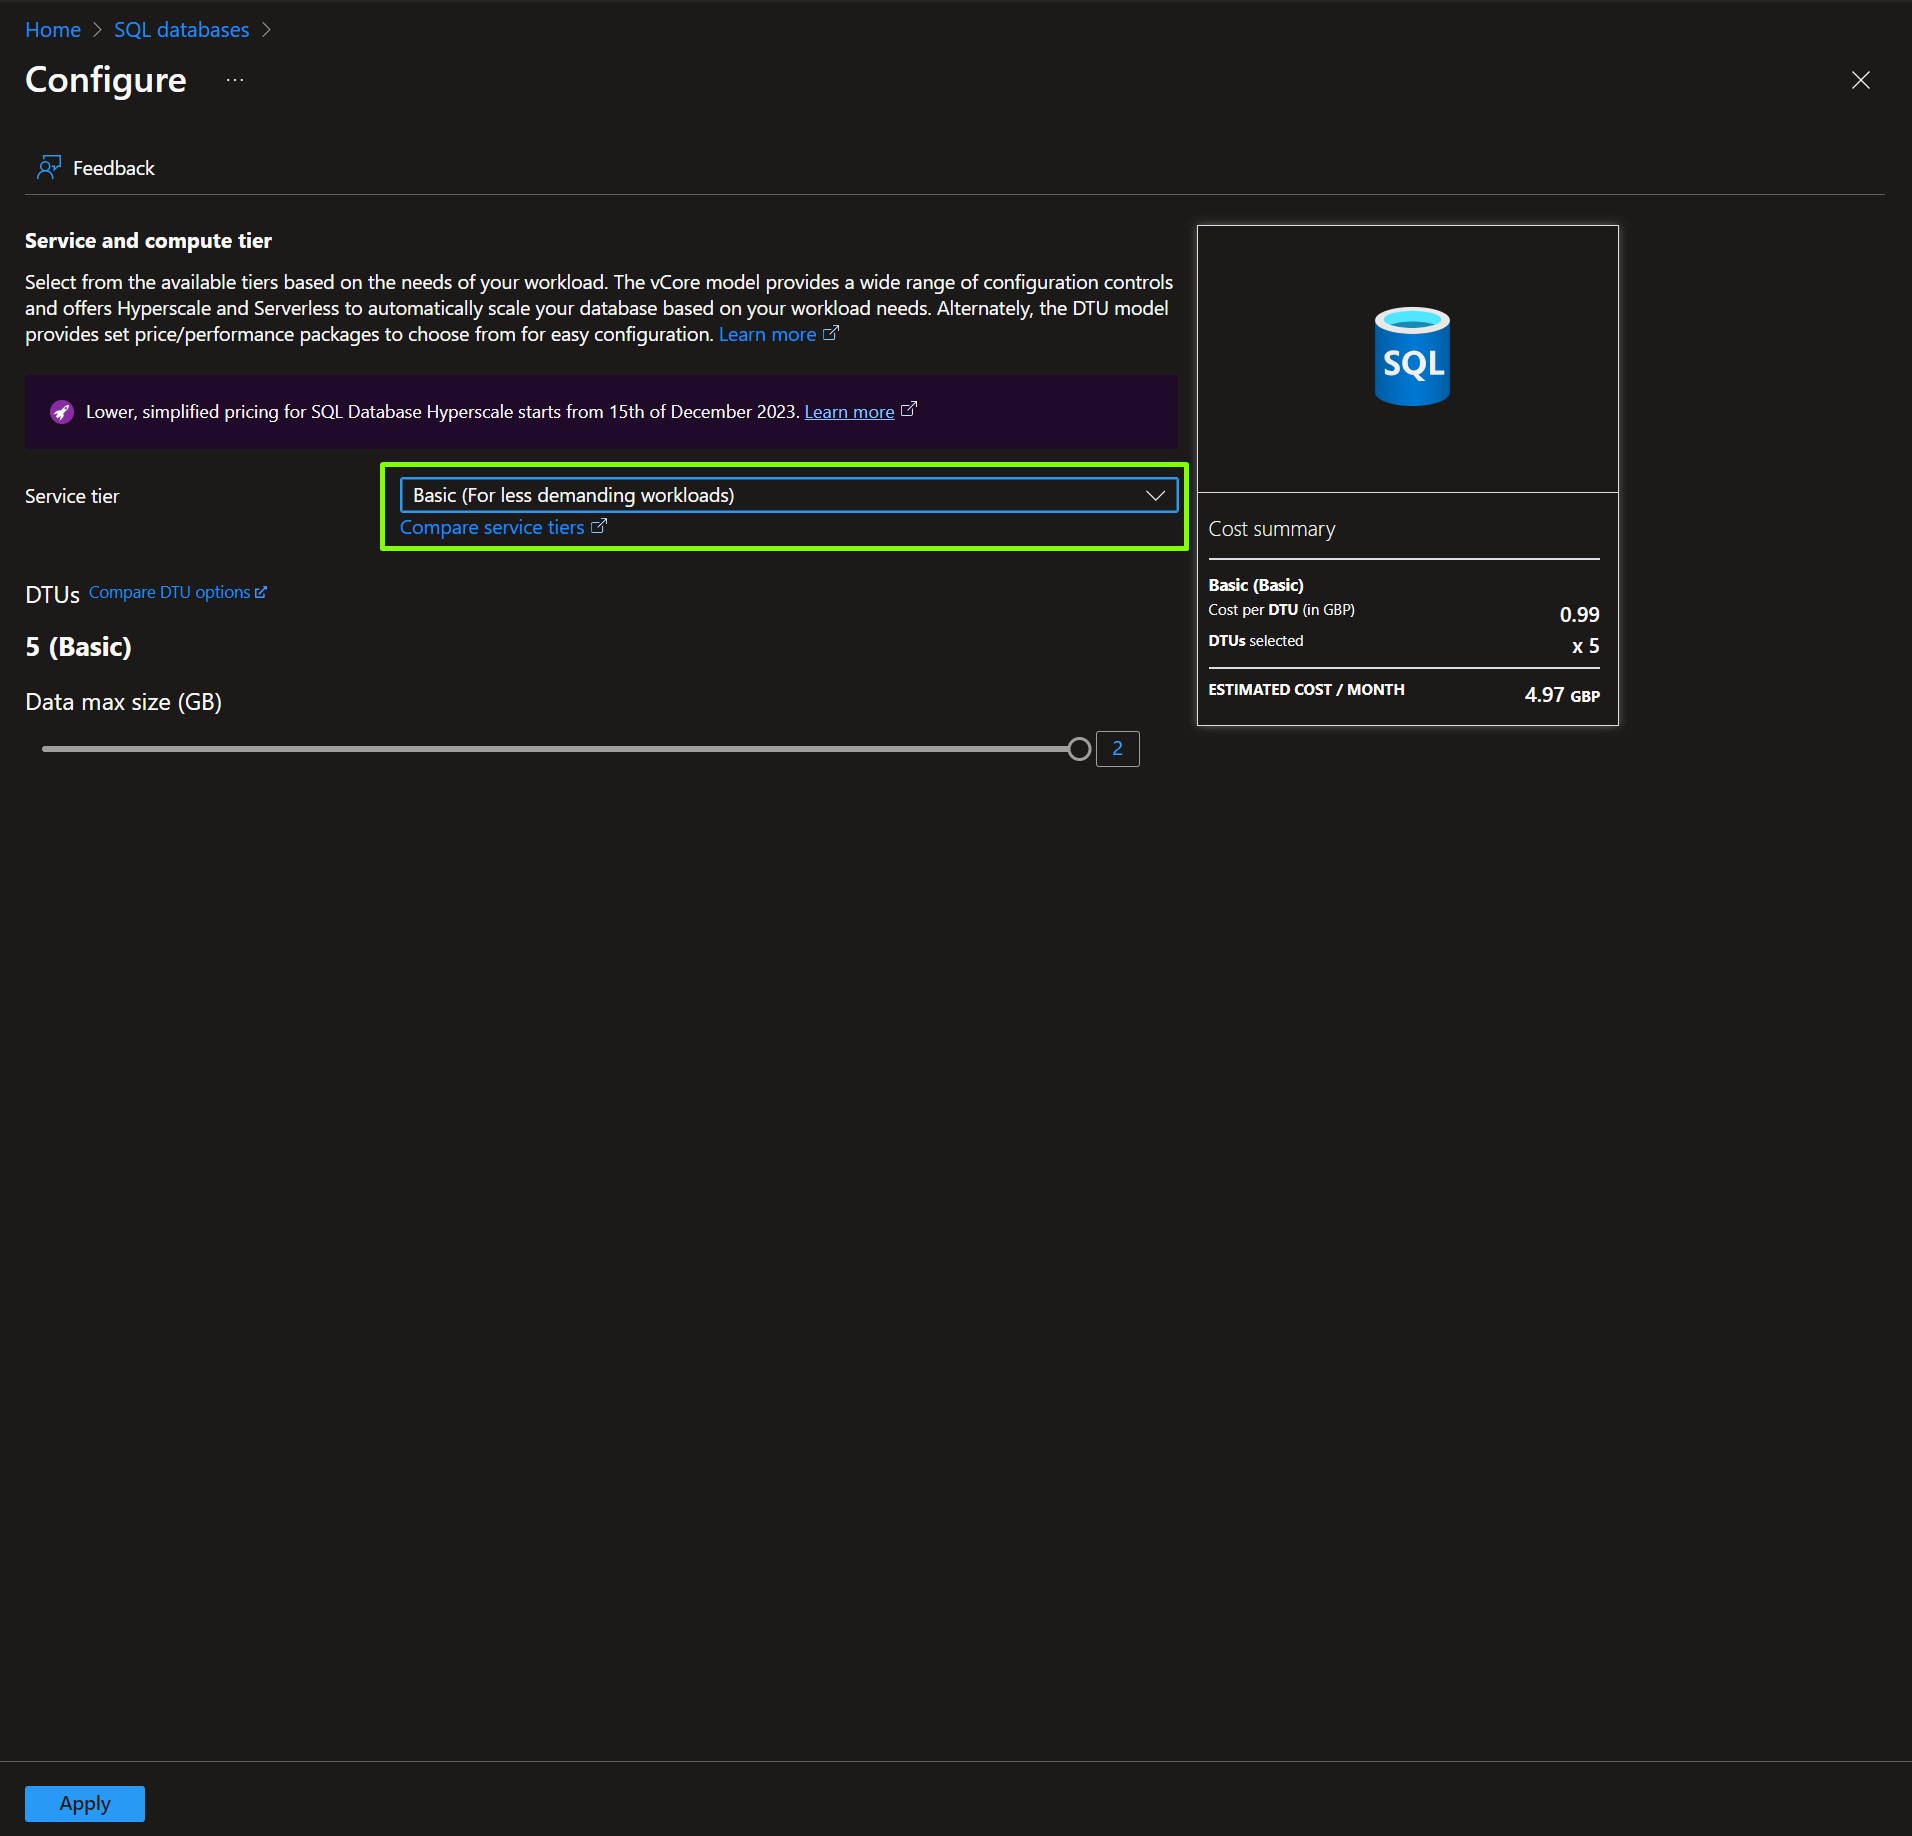 Home > SQL databases >
Configure ...
Feedback
Service and compute tier
Select from the available tiers based on the needs of your workload. The vCore model provides a wide range of configuration controls
and offers Hyperscale and Serverless to automatically scale your database based on your workload needs. Alternately, the DTU model
provides set price/performance packages to choose from for easy configuration. Learn more
Lower, simplified pricing for SQL Database Hyperscale starts from 15th of December 2023. Learn more
Service tier
Basic (For less demanding workloads)
Compare service tiers
DTUs Compare DTU options
5 (Basic)
Data max size (GB)
2
SQL
Cost summary
Basic (Basic)
Cost per DTU (in GBP) 0.99
DTUs selected x 5
ESTIMATED COST / MONTH 4.97 GBP
Apply